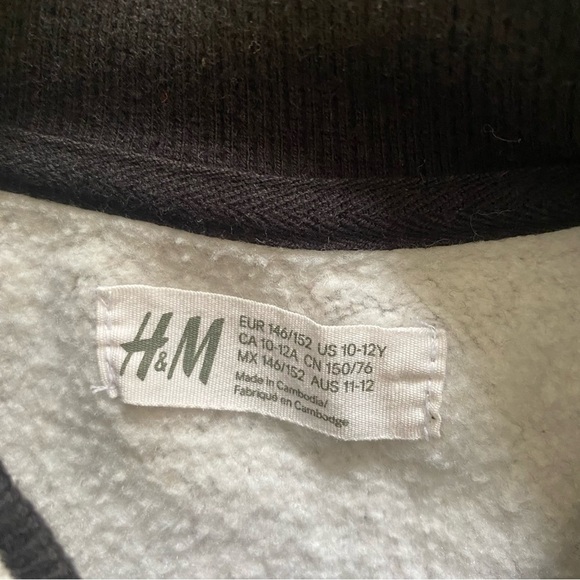 H&M
EUR 146/152 US 10-12Y
CA 10-12A CN 150/76
MX 146/152 AUS 11-12
Made in Cambodia/
Fabriqué en Cambodge